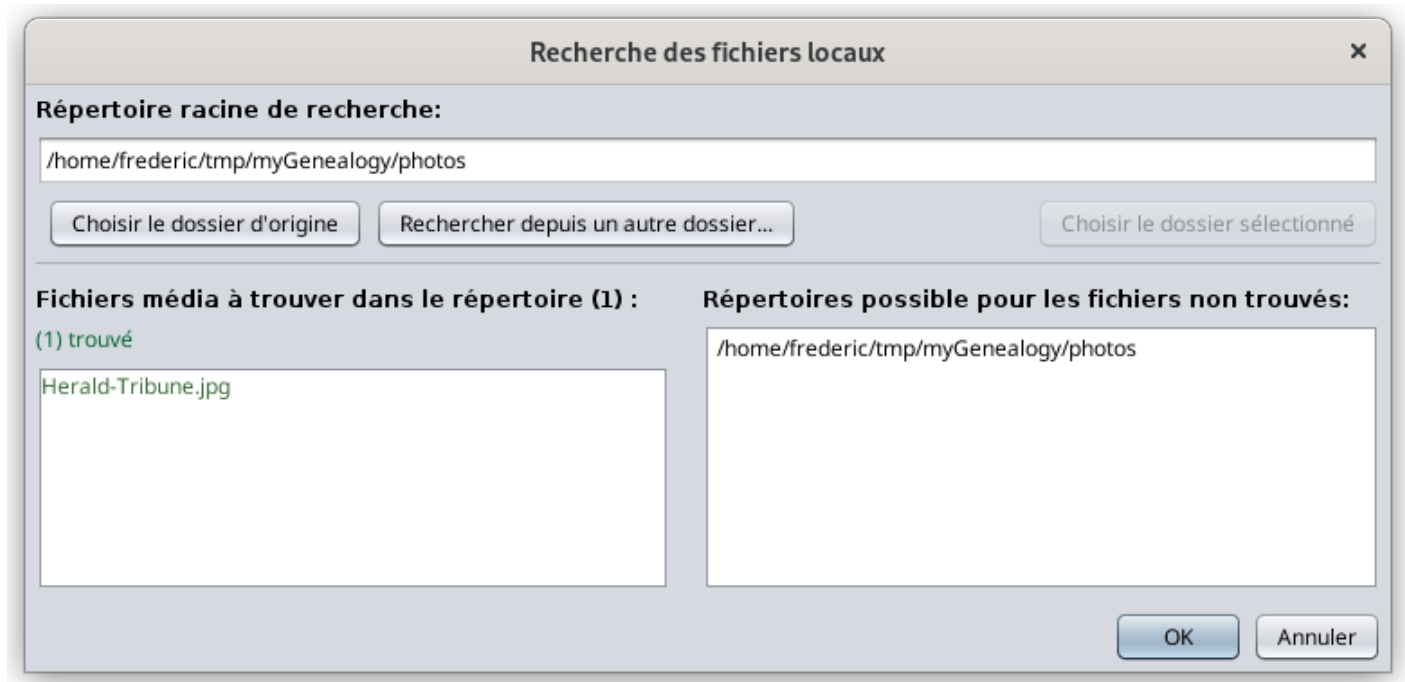 Recherche des fichiers locaux
Répertoire racine de recherche:
/home/frederic/tmp/myGenealogy/photos
Choisir le dossier d'origine
Rechercher depuis un autre dossier...
Choisir le dossier sélectionné
Fichiers média à trouver dans le répertoire (1) :
(1) trouvé
Herald-Tribune.jpg
Répertoires possible pour les fichiers non trouvés:
/home/frederic/tmp/myGenealogy/photos
OK
Annuler